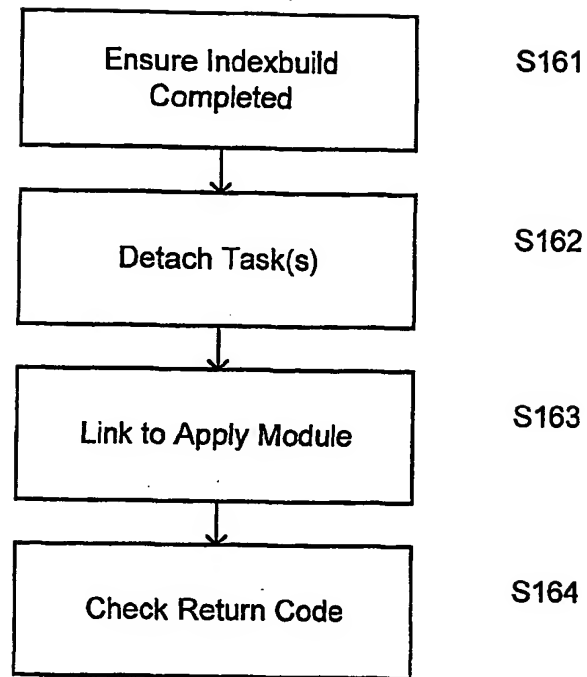 Ensure Indexbuild
Completed
S161
Detach Task(s)
S162
Link to Apply Module
S163
Check Return Code
S164